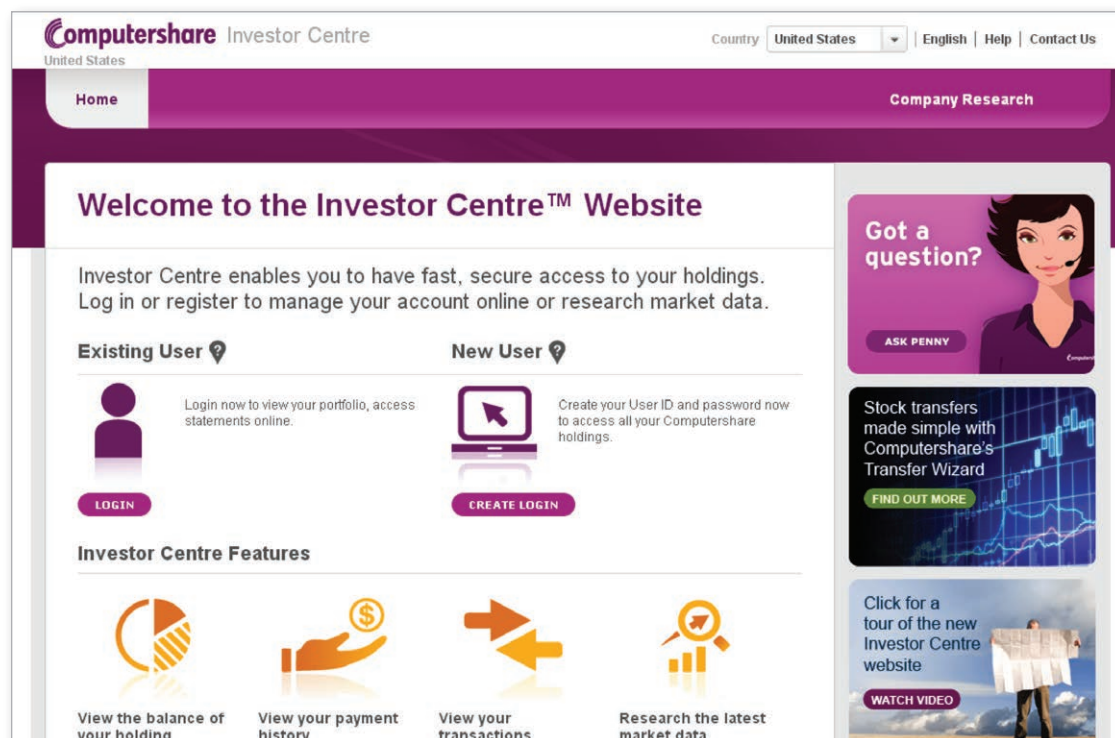 Computershare Investor Centre
United States
Country United States | English | Help | Contact Us
Home
Company Research
Welcome to the Investor Centre™ Website
Investor Centre enables you to have fast, secure access to your holdings.
Log in or register to manage your account online or research market data.
Existing User ?
Login now to view your portfolio, access
statements online.
LOGIN
New User ?
Create your User ID and password now
to access all your Computershare
holdings.
CREATE LOGIN
Investor Centre Features
$
View the balance of
your holding
View your payment
history
View your
transactions
Research the latest
market data
Got a
question?
ASK PENNY
Stock transfers
made simple with
Computershare's
Transfer Wizard
FIND OUT MORE
Click for a
tour of the new
Investor Centre
website
WATCH VIDEO